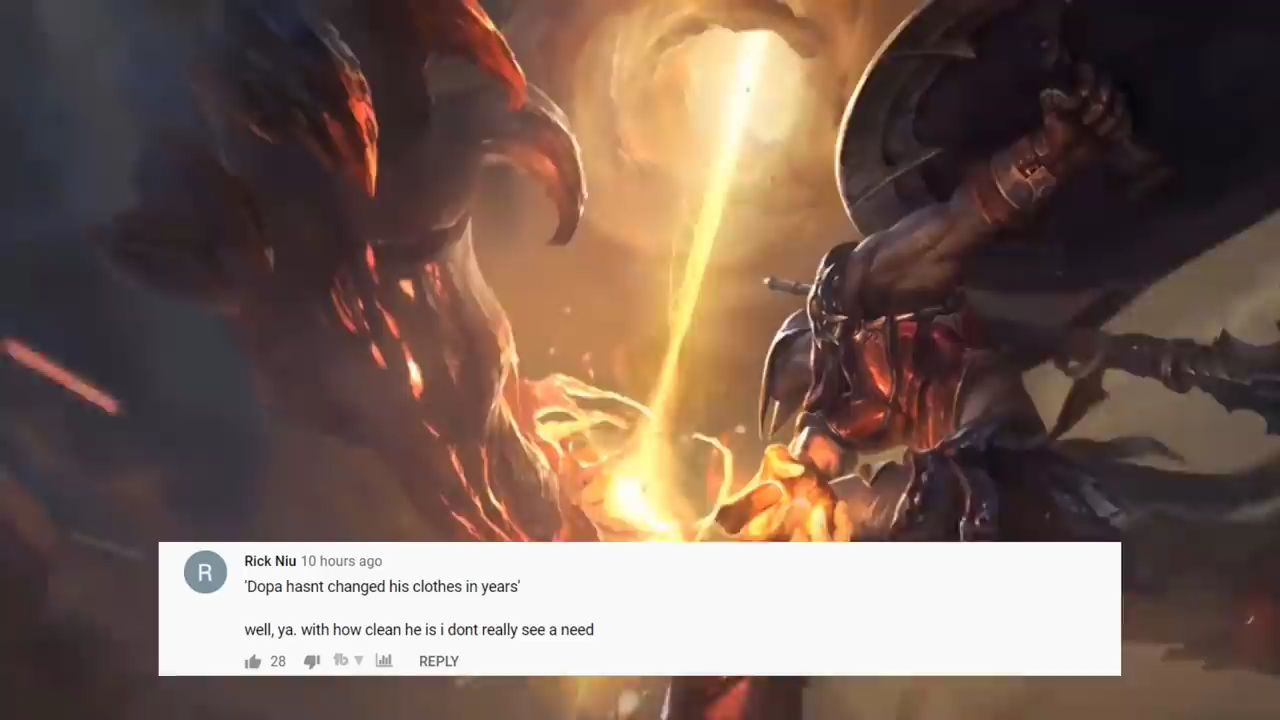 R
Rick Niu 10 hours ago
'Dopa hasnt changed his clothes in years'
well, ya. with how clean he is i dont really see a need
28 REPLY